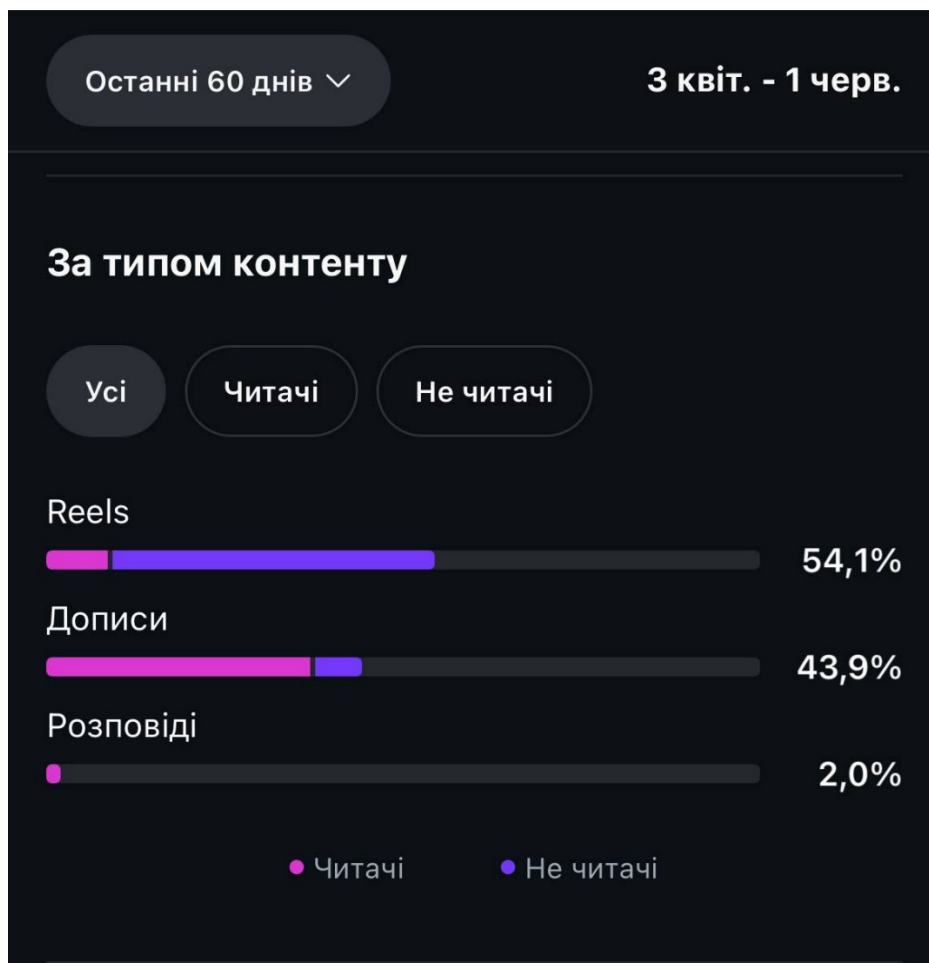 Останні 60 днів
3 квіт. - 1 черв.
За типом контенту
Усі
Читачі
Не читачі
Reels
54,1%
Дописи
43,9%
Розповіді
2,0%
Читачі
Не читачі